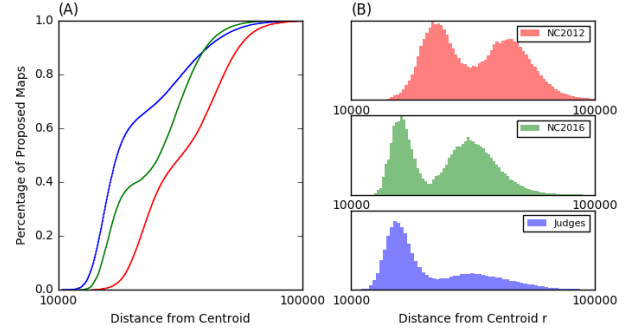 (A)
Percentage of Proposed Maps
1.0
0.8
0.6
0.4
0.2
0.0
10000 100000
Distance from Centroid
(B)
NC2012
10000 100000
NC2016
10000 100000
Judges
10000 100000
Distance from Centroid r